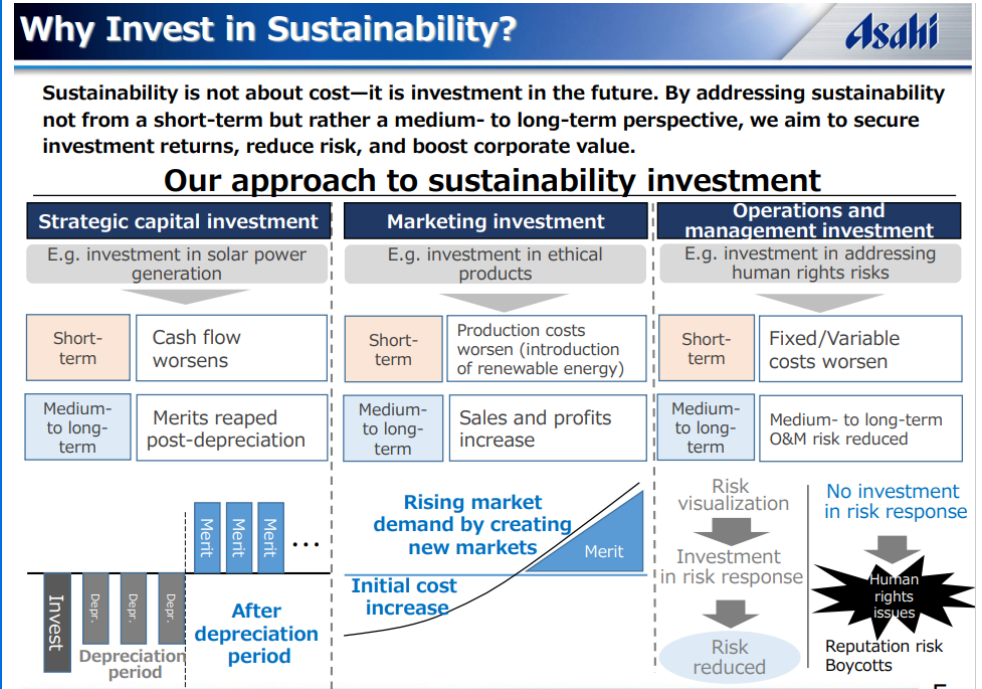 Why Invest in Sustainability?
Asahi
Sustainability is not about cost—it is investment in the future. By addressing sustainability
not from a short-term but rather a medium- to long-term perspective, we aim to secure
investment returns, reduce risk, and boost corporate value.
Our approach to sustainability investment
Strategic capital investment
E.g. investment in solar power
generation
Short-
term
Cash flow
worsens
Medium-
to long-
term
Merits reaped
post-depreciation
Invest
Depr.
Depr.
Depr.
Merit
Merit
Merit
...
Depreciation
period
After
depreciation
period
Marketing investment
E.g. investment in ethical
products
Short-
term
Production costs
worsen (introduction
of renewable energy)
Medium-
to long-
term
Sales and profits
increase
Rising market
demand by creating
new markets
Merit
Initial cost
increase
Operations and
management investment
E.g. investment in addressing
human rights risks
Short-
term
Fixed/Variable
costs worsen
Medium-
to long-
term
Medium- to long-term
O&M risk reduced
Risk
visualization
Investment
in risk response
Risk
reduced
No investment
in risk response
Human
rights
issues
Reputation risk
Boycotts